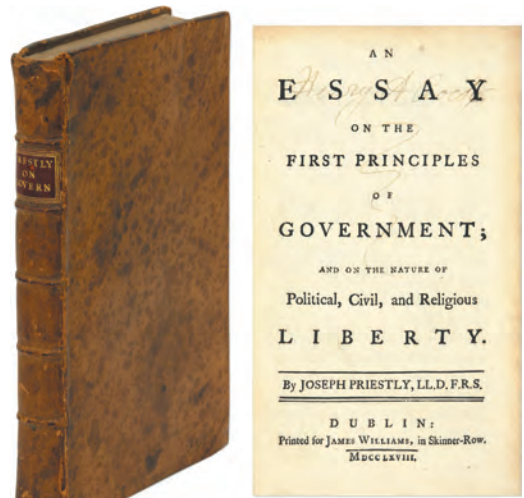 PRIESTLY
ON
GOVERN
AN
ESSAY
ON THE
FIRST PRINCIPLES
OF
GOVERNMENT;
AND ON THE NATURE OF
Political, Civil, and Religious
LIBERTY.
By JOSEPH PRIESTLY, LL.D. F.R.S.
DUBLIN:
Printed for JAMES WILLIAMS, in Skinner-Row.
MDCCLXVIII.